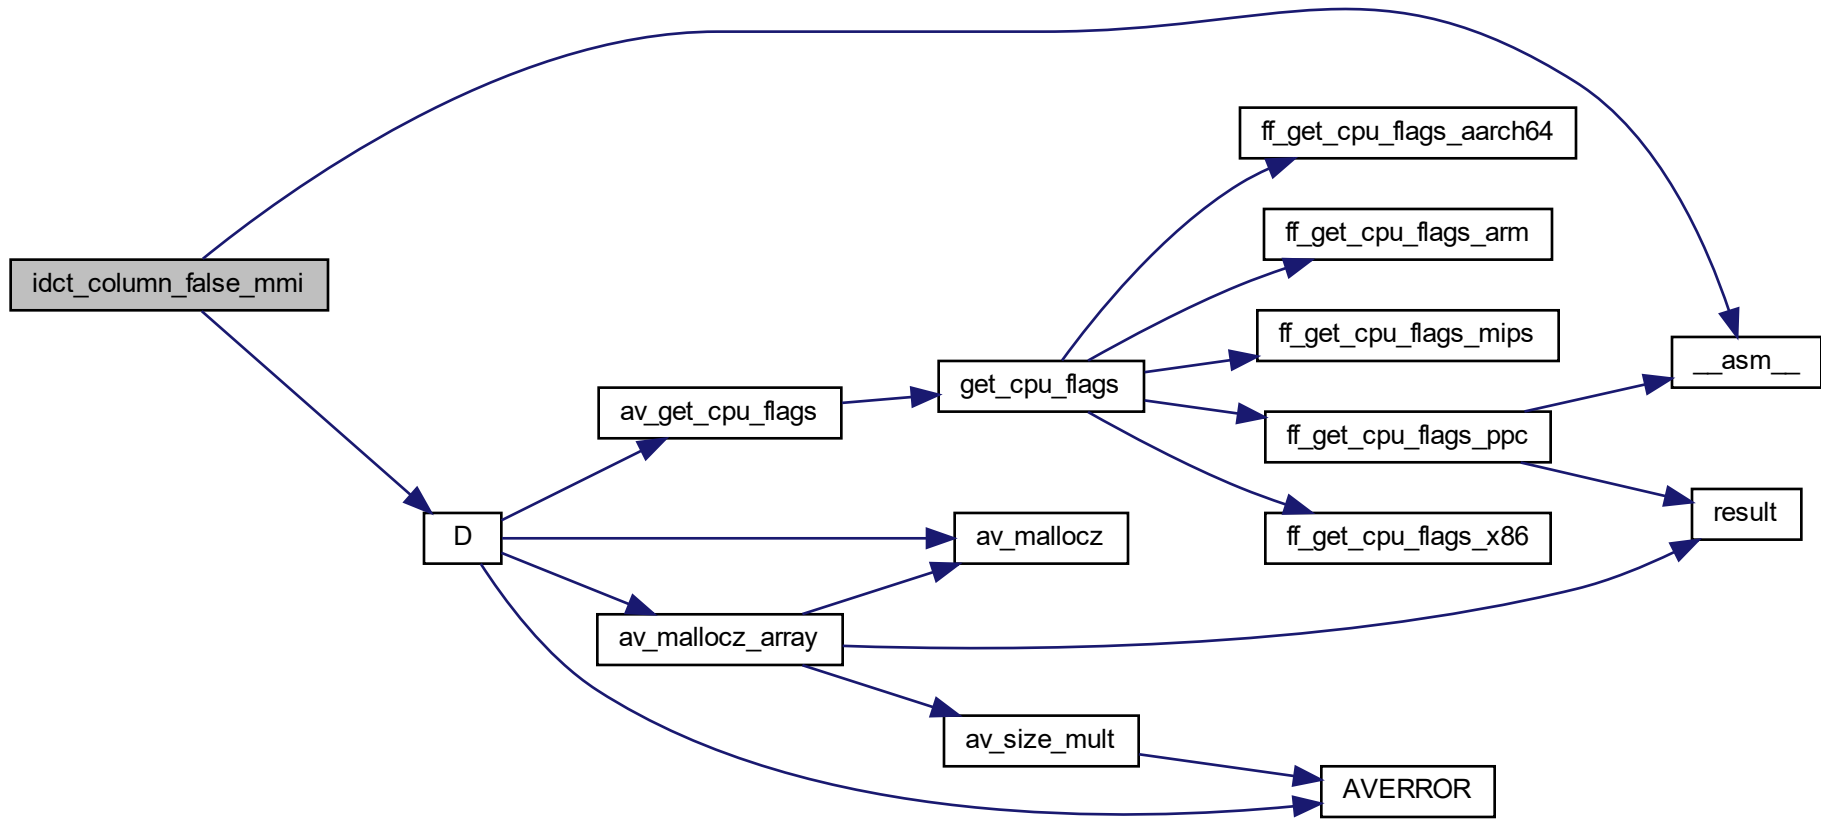 idct_column_false_mmi
D
av_get_cpu_flags
av_mallocz_array
get_cpu_flags
av_mallocz
av_size_mult
ff_get_cpu_flags_aarch64
ff_get_cpu_flags_arm
ff_get_cpu_flags_mips
ff_get_cpu_flags_ppc
ff_get_cpu_flags_x86
AVERROR
__asm__
result